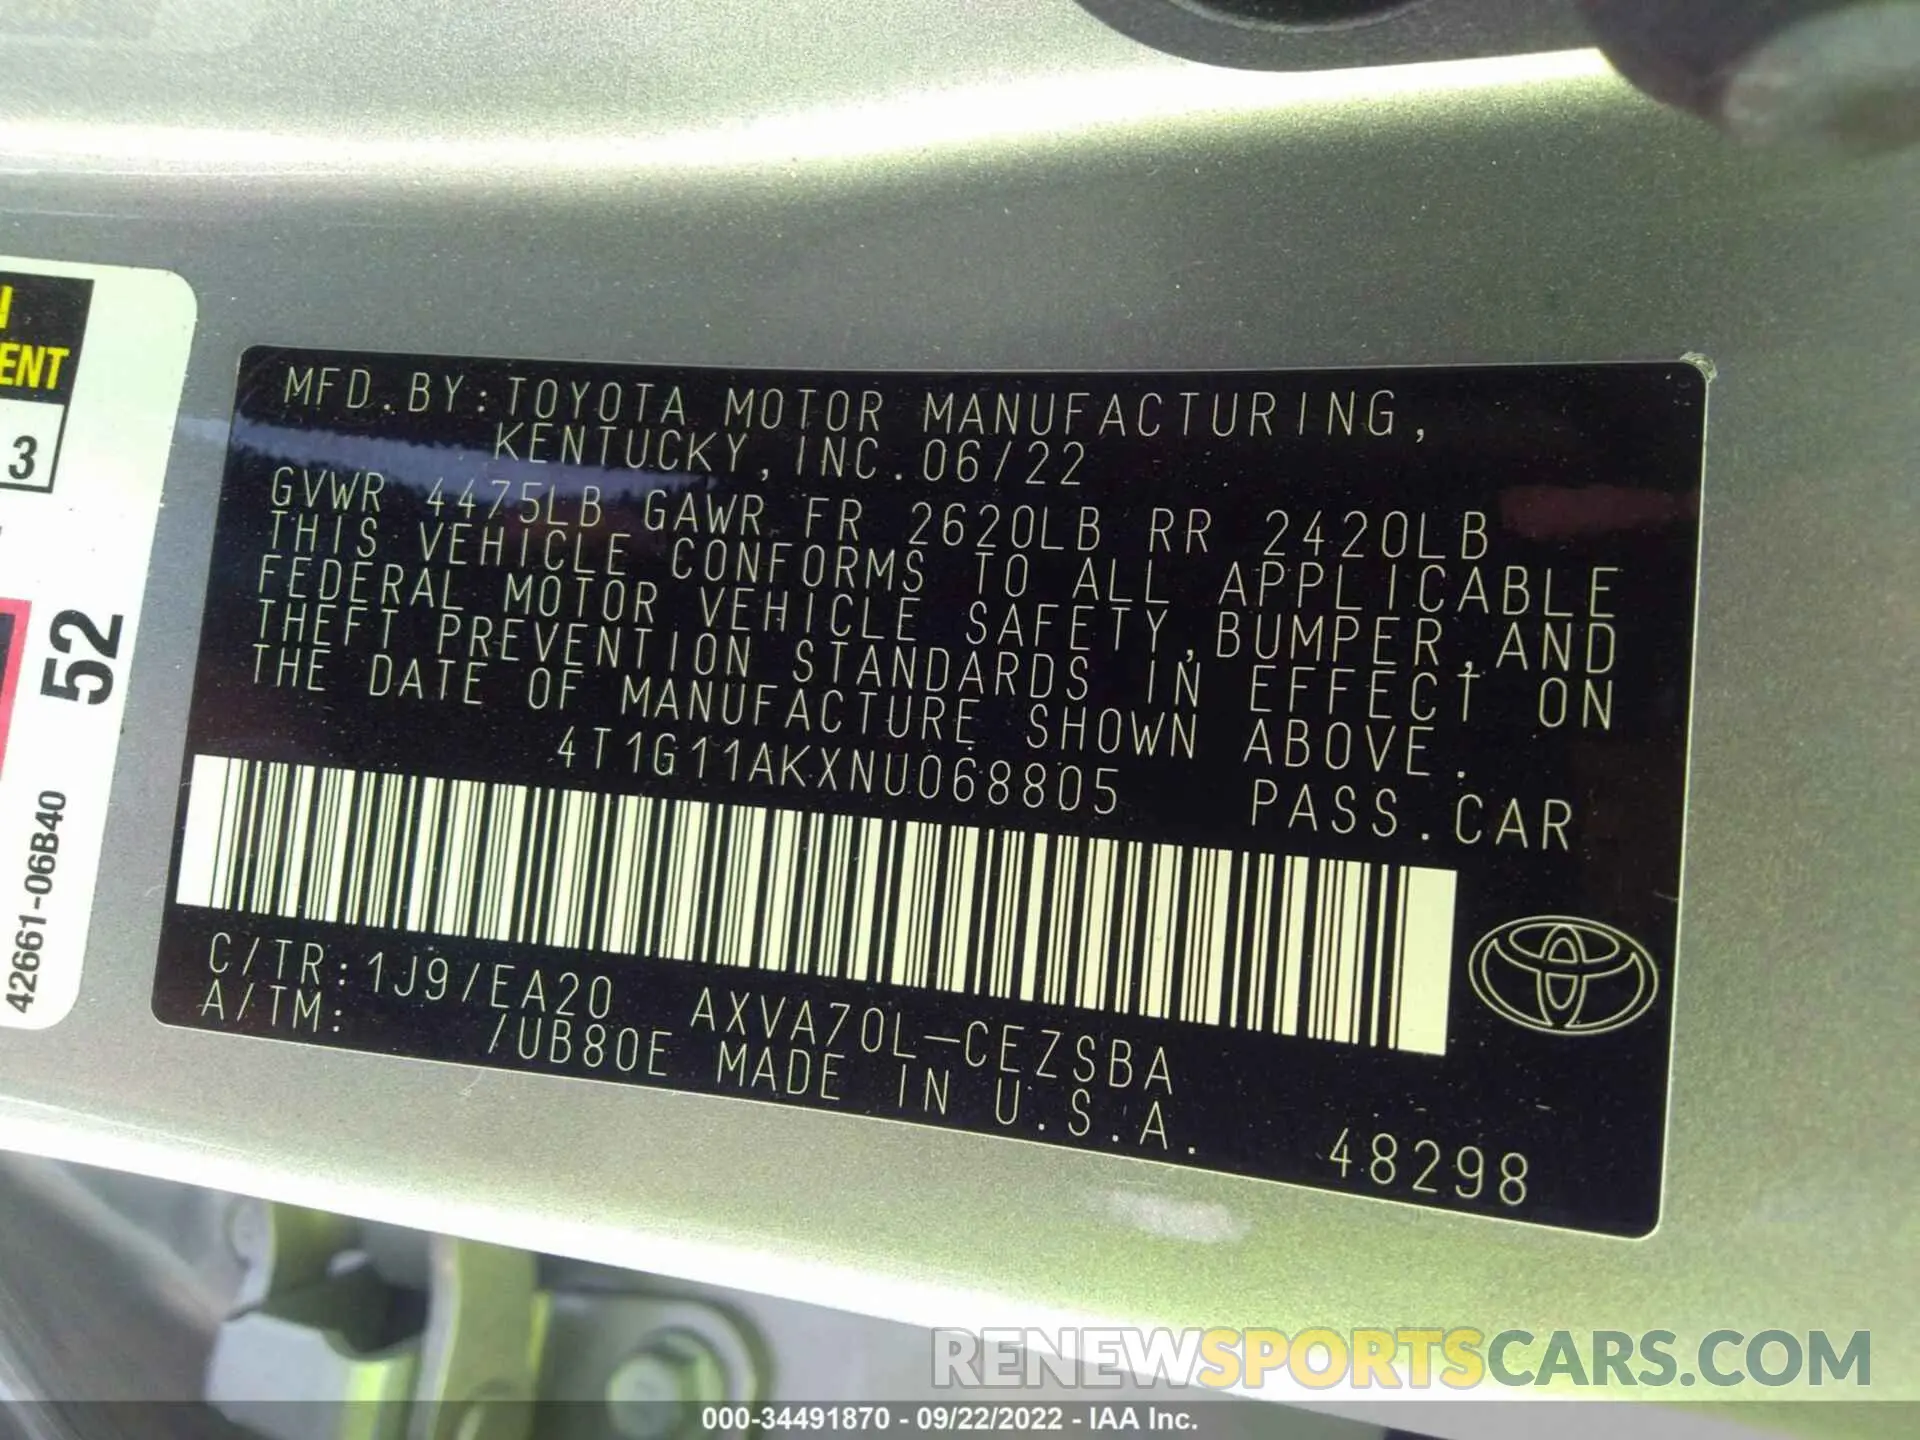 MFD.BY:TOYOTA MOTOR MANUFACTURING,
KENTUCKY, INC.06/22
GVWR 4475LB GAWR FR 2620LB RR 2420LB
THIS VEHICLE CONFORMS TO ALL APPLICABLE
FEDERAL MOTOR VEHICLE SAFETY,BUMPER,AND
THEFT PREVENTION STANDARDS IN EFFECT ON
THE DATE OF MANUFACTURE SHOWN ABOVE.
4T1G11AKXNU068805 PASS.CAR
C/TR:1J9/EA20 AXVA70L-CEZSBA
A/TM: /UB80E MADE IN U.S.A.
48298
ENT
3
52
42661-06B40
RENEWSPORTSCARS.COM
000-34491870 - 09/22/2022 - IAA Inc.